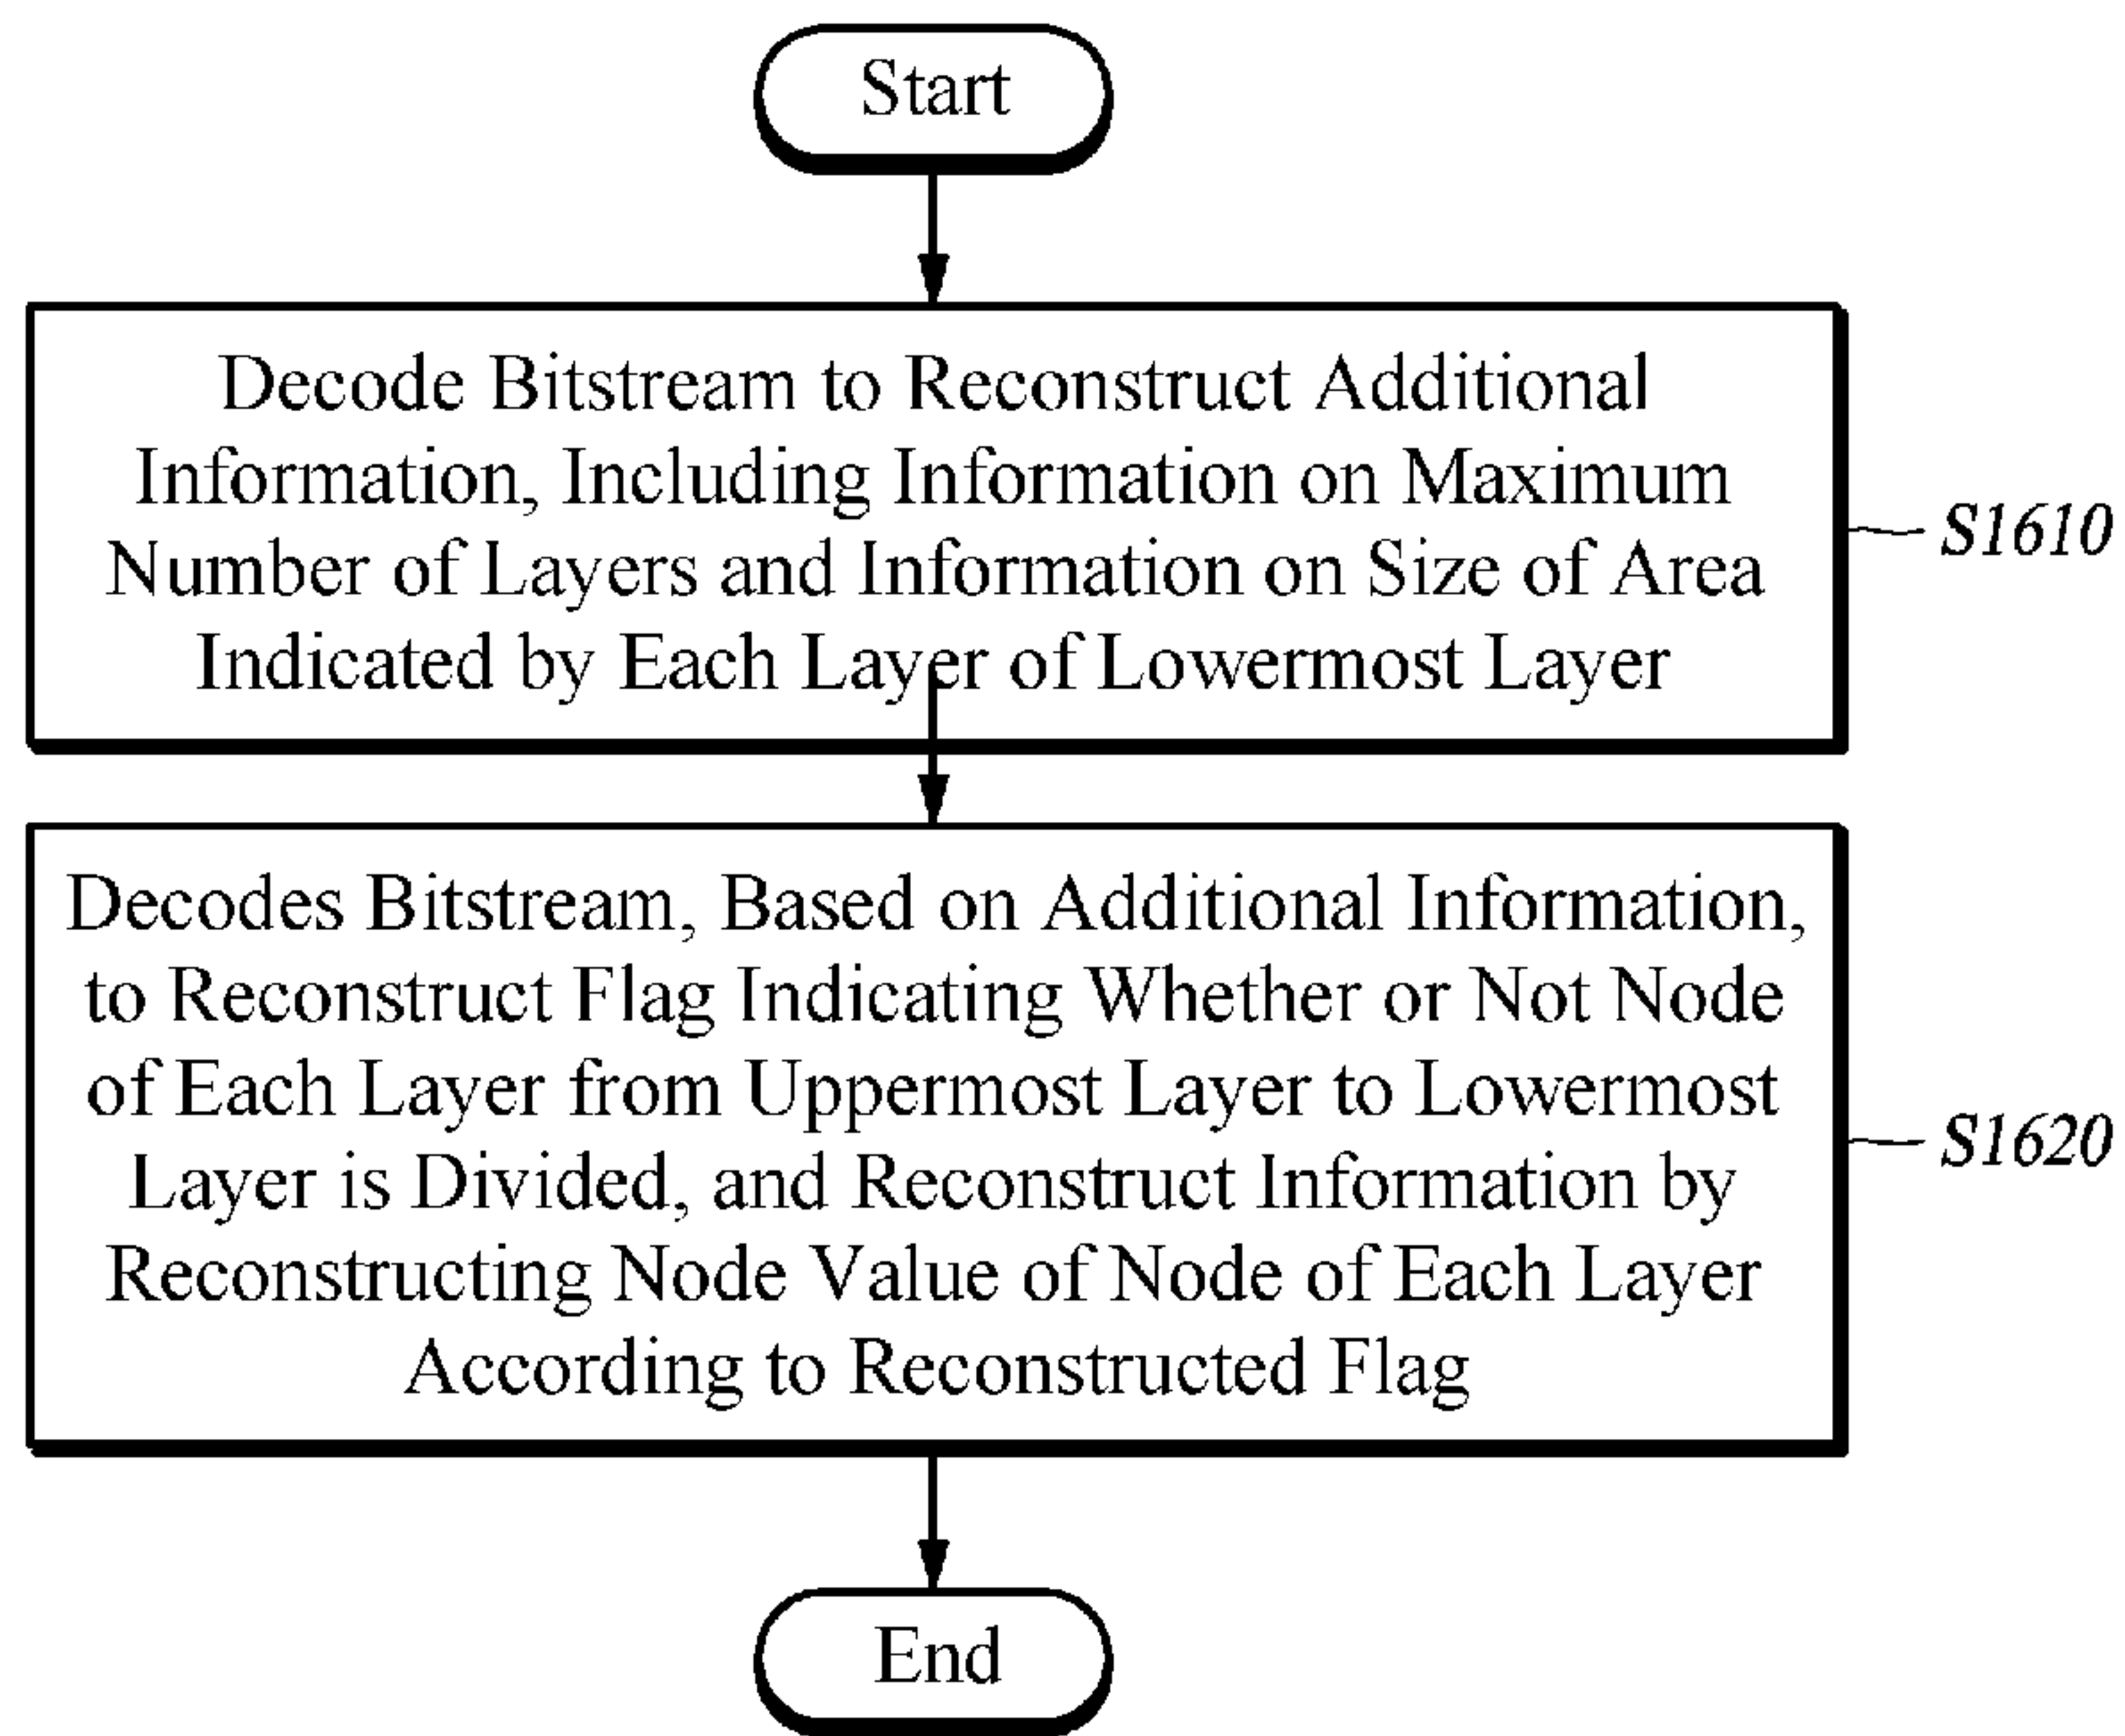 Start
Decode Bitstream to Reconstruct Additional
Information, Including Information on Maximum
Number of Layers and Information on Size of Area
Indicated by Each Layer of Lowermost Layer
S1610
Decodes Bitstream, Based on Additional Information,
to Reconstruct Flag Indicating Whether or Not Node
of Each Layer from Uppermost Layer to Lowermost
Layer is Divided, and Reconstruct Information by
Reconstructing Node Value of Node of Each Layer
According to Reconstructed Flag
S1620
End